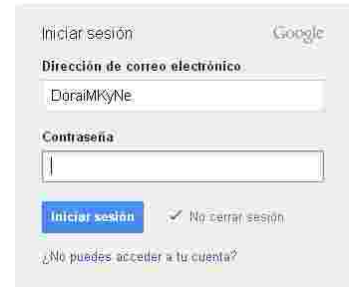 Iniciar sesión Google
Dirección de correo electrónico
DoraiMKyNe
Contraseña
Iniciar sesión No cerrar sesión
¿No puedes acceder a tu cuenta?